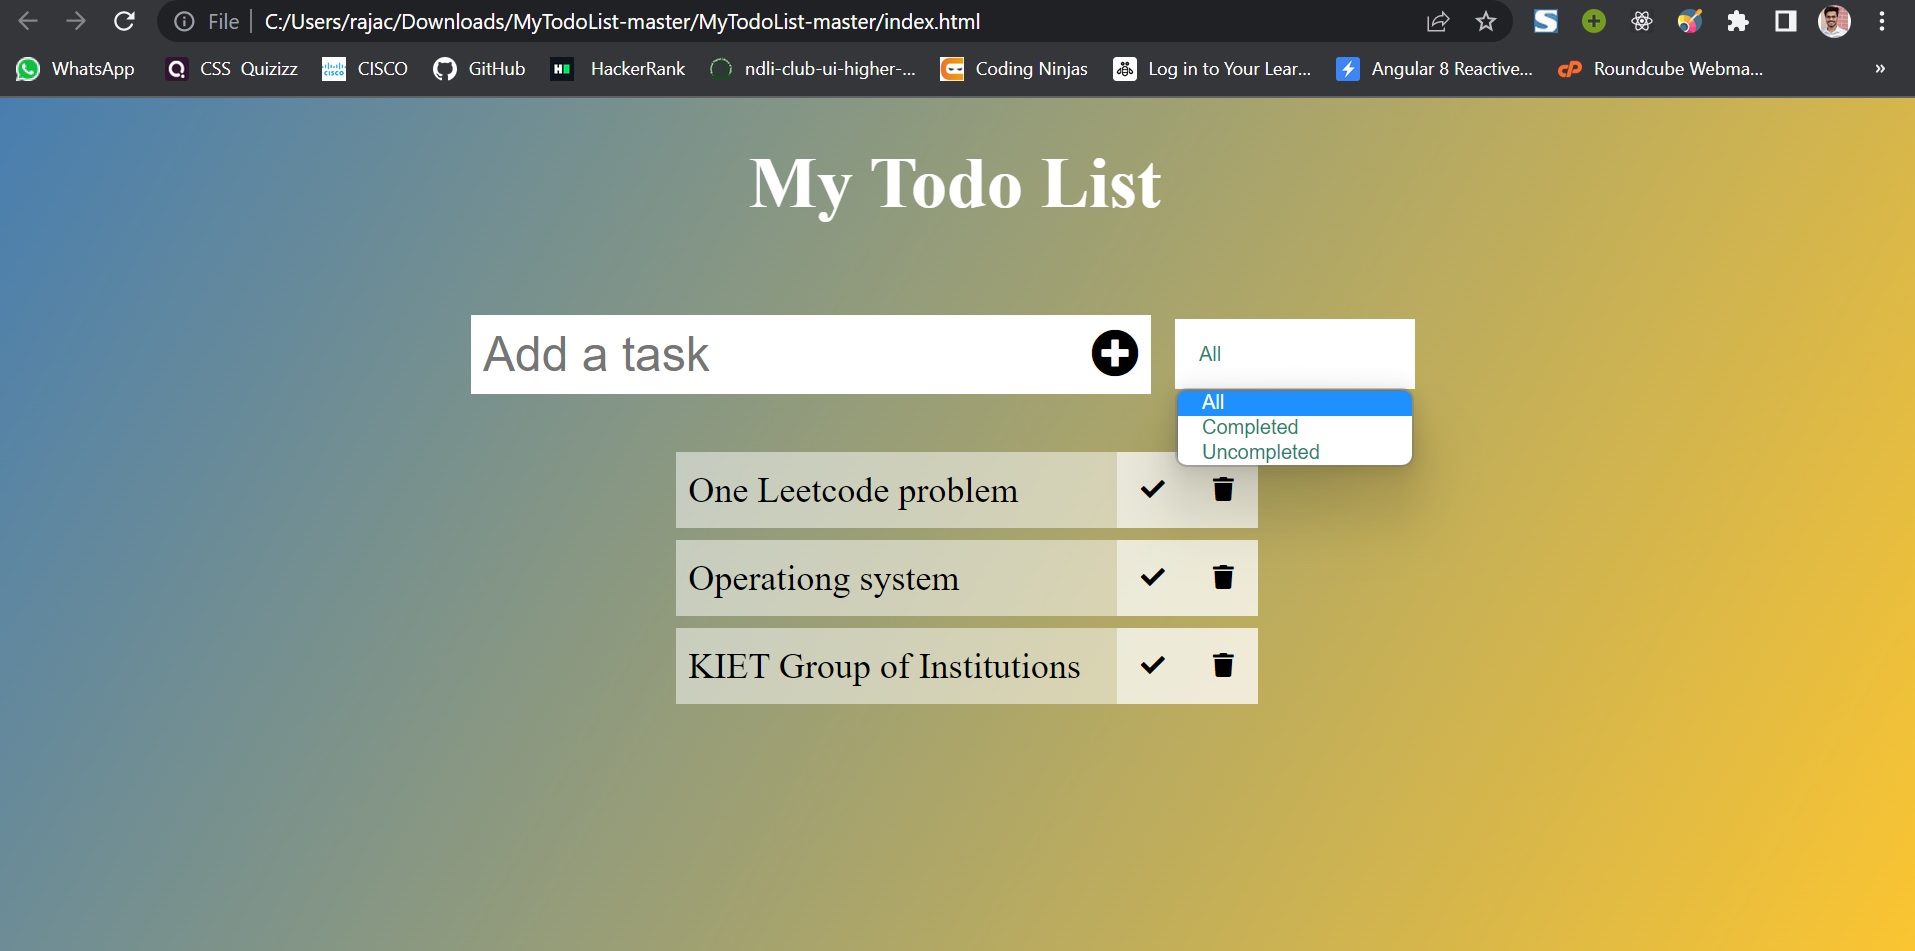 File C:/Users/rajac/Downloads/MyTodoList-master/MyTodoList-master/index.html
WhatsApp CSS Quizizz CISCO GitHub HackerRank ndli-club-ui-higher-... Coding Ninjas Log in to Your Lear... Angular 8 Reactive... Roundcube Webma... »
My Todo List
Add a task
All
All
Completed
Uncompleted
One Leetcode problem
Operationg system
KIET Group of Institutions